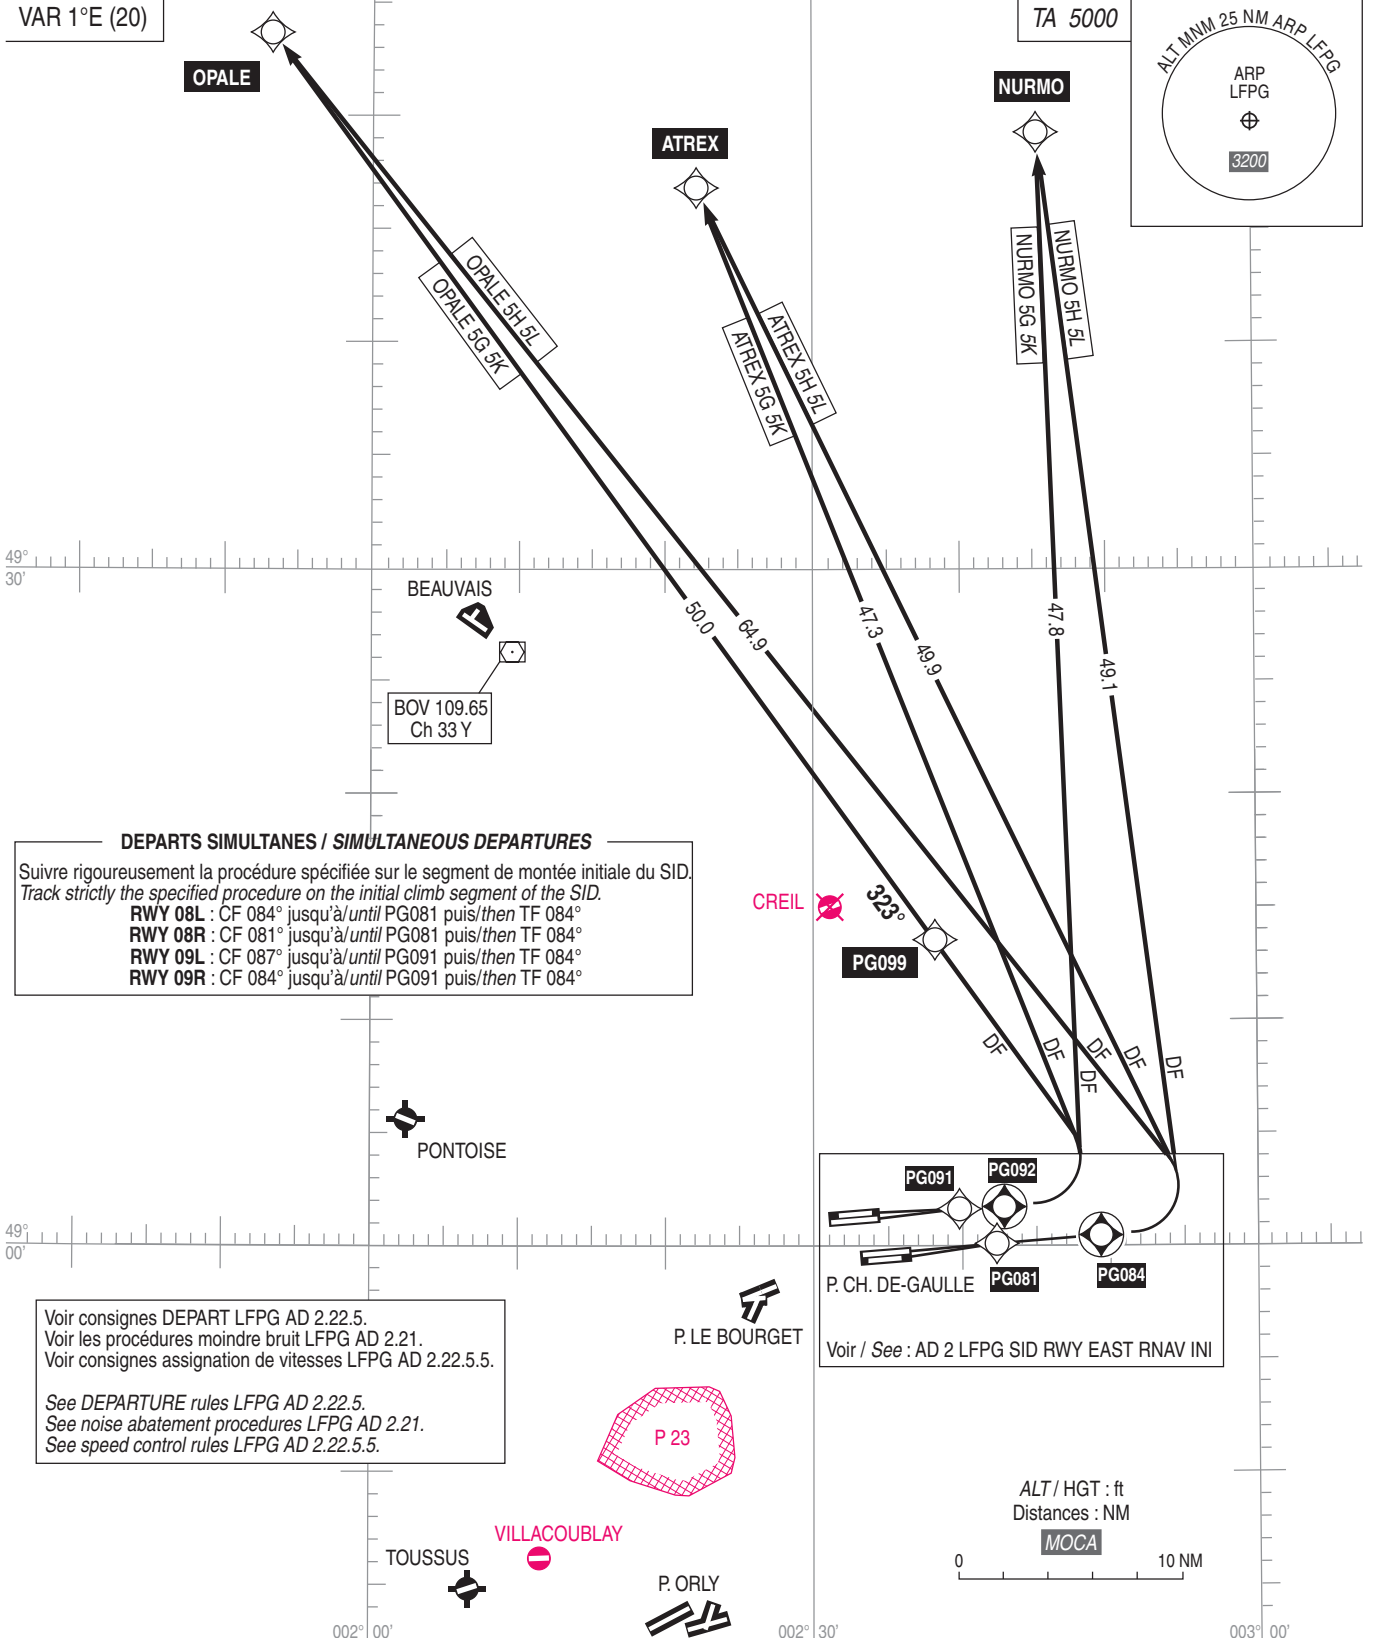 VAR 1°E (20)
TA 5000
ALT MNM 25 NM ARP LFPG
ARP
LFPG
3200
OPALE
NURMO
ATREX
OPALE 5H 5L
OPALE 5G 5K
ATREX 5H 5L
ATREX 5G 5K
NURMO 5G 5K
NURMO 5H 5L
49°
30'
BEAUVAIS
BOV 109.65
Ch 33 Y
50.0
64.9
47.3
49.9
47.8
49.1
DEPARTS SIMULTANES / SIMULTANEOUS DEPARTURES
Suivre rigoureusement la procédure spécifiée sur le segment de montée initiale du SID.
Track strictly the specified procedure on the initial climb segment of the SID.
RWY 08L : CF 084° jusqu'à/until PG081 puis/then TF 084°
RWY 08R : CF 081° jusqu'à/until PG081 puis/then TF 084°
RWY 09L : CF 087° jusqu'à/until PG091 puis/then TF 084°
RWY 09R : CF 084° jusqu'à/until PG091 puis/then TF 084°
CREIL
323°
PG099
DF
DF
DF
DF
DF
DF
PONTOISE
PG091
PG092
49°
00'
P. CH. DE-GAULLE
PG081
PG084
Voir / See : AD 2 LFPG SID RWY EAST RNAV INI
P. LE BOURGET
Voir consignes DEPART LFPG AD 2.22.5.
Voir les procédures moindre bruit LFPG AD 2.21.
Voir consignes assignation de vitesses LFPG AD 2.22.5.5.
See DEPARTURE rules LFPG AD 2.22.5.
See noise abatement procedures LFPG AD 2.21.
See speed control rules LFPG AD 2.22.5.5.
P 23
ALT / HGT : ft
Distances : NM
MOCA
0 10 NM
VILLACOUBLAY
TOUSSUS
P. ORLY
002° 00'
002° 30'
003° 00'